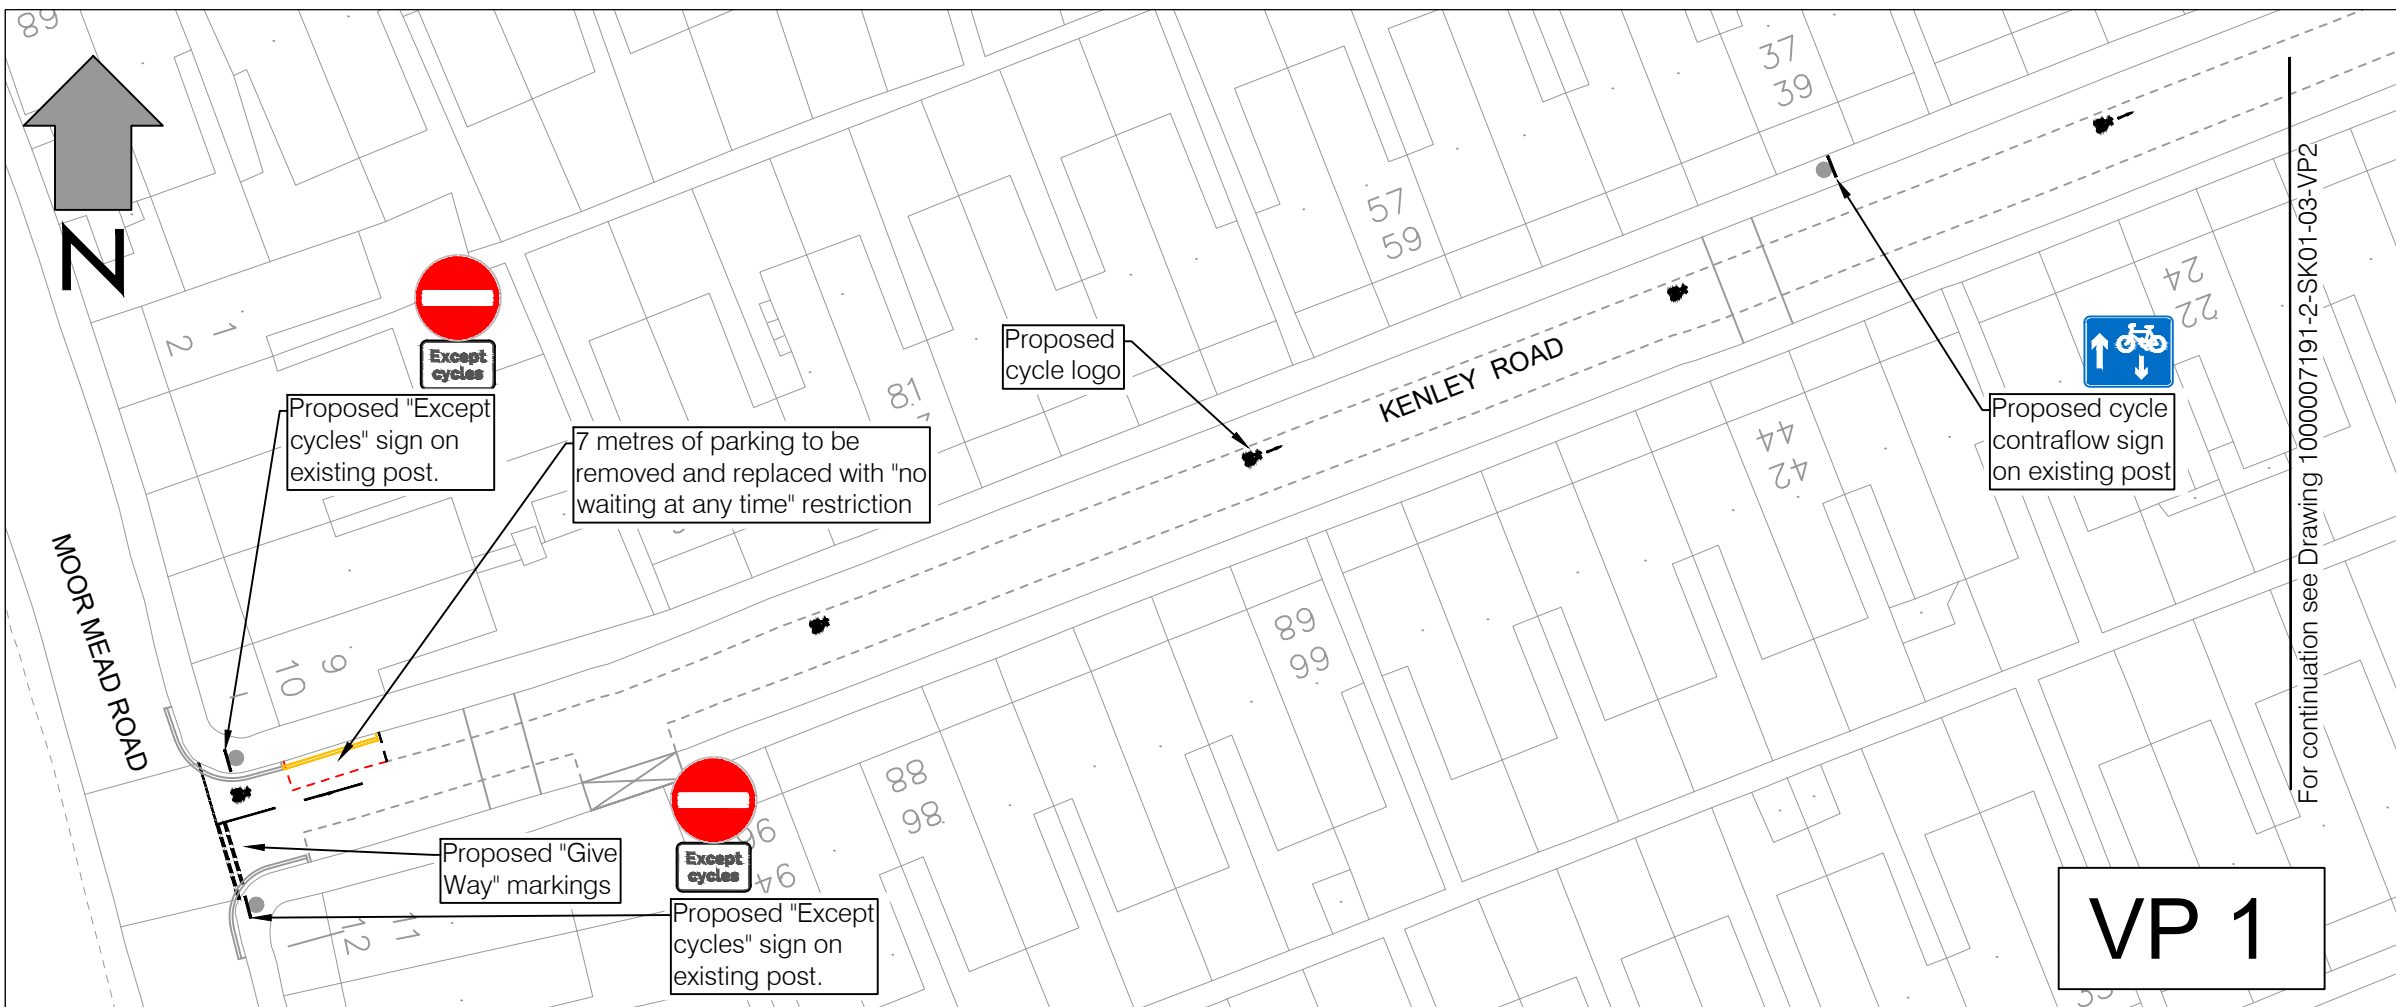 89
N
1
2
Except
cycles
Proposed "Except
cycles" sign on
existing post.
7 metres of parking to be
removed and replaced with "no
waiting at any time" restriction
81
Proposed
cycle logo
57
59
37
39
KENLEY ROAD
44
42
24
22
Proposed cycle
contraflow sign
on existing post
For continuation see Drawing 1000007191-2-SK01-03-VP2
MOOR MEAD ROAD
9
10
1
68
66
88
86
96
94
Except
cycles
Proposed "Give
Way" markings
Proposed "Except
cycles" sign on
existing post.
11
12
VP 1